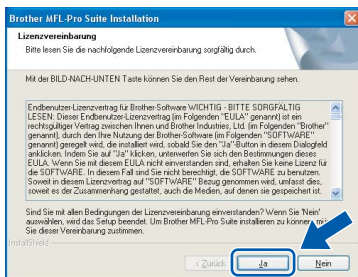 Brother MFL-Pro Suite Installation
Lizenzvereinbarung
Bitte lesen Sie die nachfolgende Lizenzvereinbarung sorgfältig durch.
Mit der BILD-NACH-UNTEN Taste können Sie den Rest der Vereinbarung sehen.
Endbenutzer-Lizenzvertrag für Brother-Software WICHTIG - BITTE SORGFÄLTIG
LESEN: Dieser Endbenutzer-Lizenzvertrag (im Folgenden "EULA" genannt) ist ein
rechtsgültiger Vertrag zwischen Ihnen und Brother Industries, Ltd. (im Folgenden "Brother"
genannt), durch den Ihre Nutzung der Brother-Software (im Folgenden "SOFTWARE"
genannt) geregelt wird, die installiert wird, sobald Sie den "Ja"-Button in diesem Dialogfeld
anklicken. Indem Sie auf "Ja" klicken, unterwerfen Sie sich den Bestimmungen dieses
EULA. Wenn Sie mit diesem EULA nicht einverstanden sind, erhalten Sie keine Lizenz für
die SOFTWARE. In diesem Fall sind Sie nicht berechtigt, die SOFTWARE zu benutzen.
Soweit in diesem Lizenzvertrag auf "SOFTWARE" Bezug genommen wird, umfasst dies,
soweit es der Zusammenhang gestattet, auch die Medien, auf denen sie gespeichert ist.
Sind Sie mit allen Bedingungen der Lizenzvereinbarung einverstanden? Wenn Sie 'Nein'
auswählen, wird das Setup beendet. Um Brother MFL-Pro Suite installieren zu können,
Sie dieser Vereinbarung zustimmen.
InstallShield
< Zurück
Ja
Nein